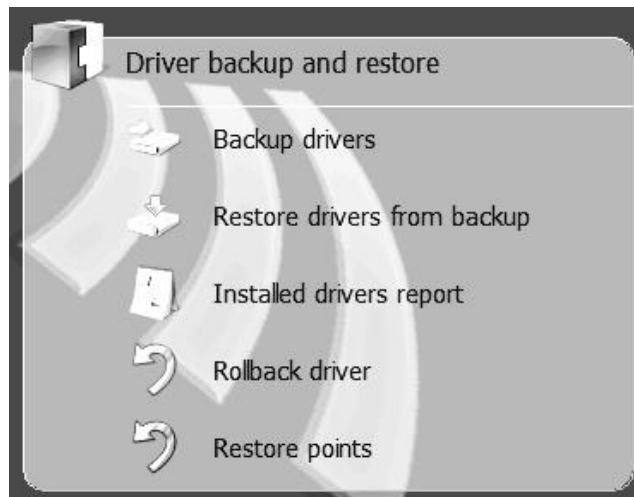 Driver backup and restore
Backup drivers
Restore drivers from backup
Installed drivers report
Rollback driver
Restore points